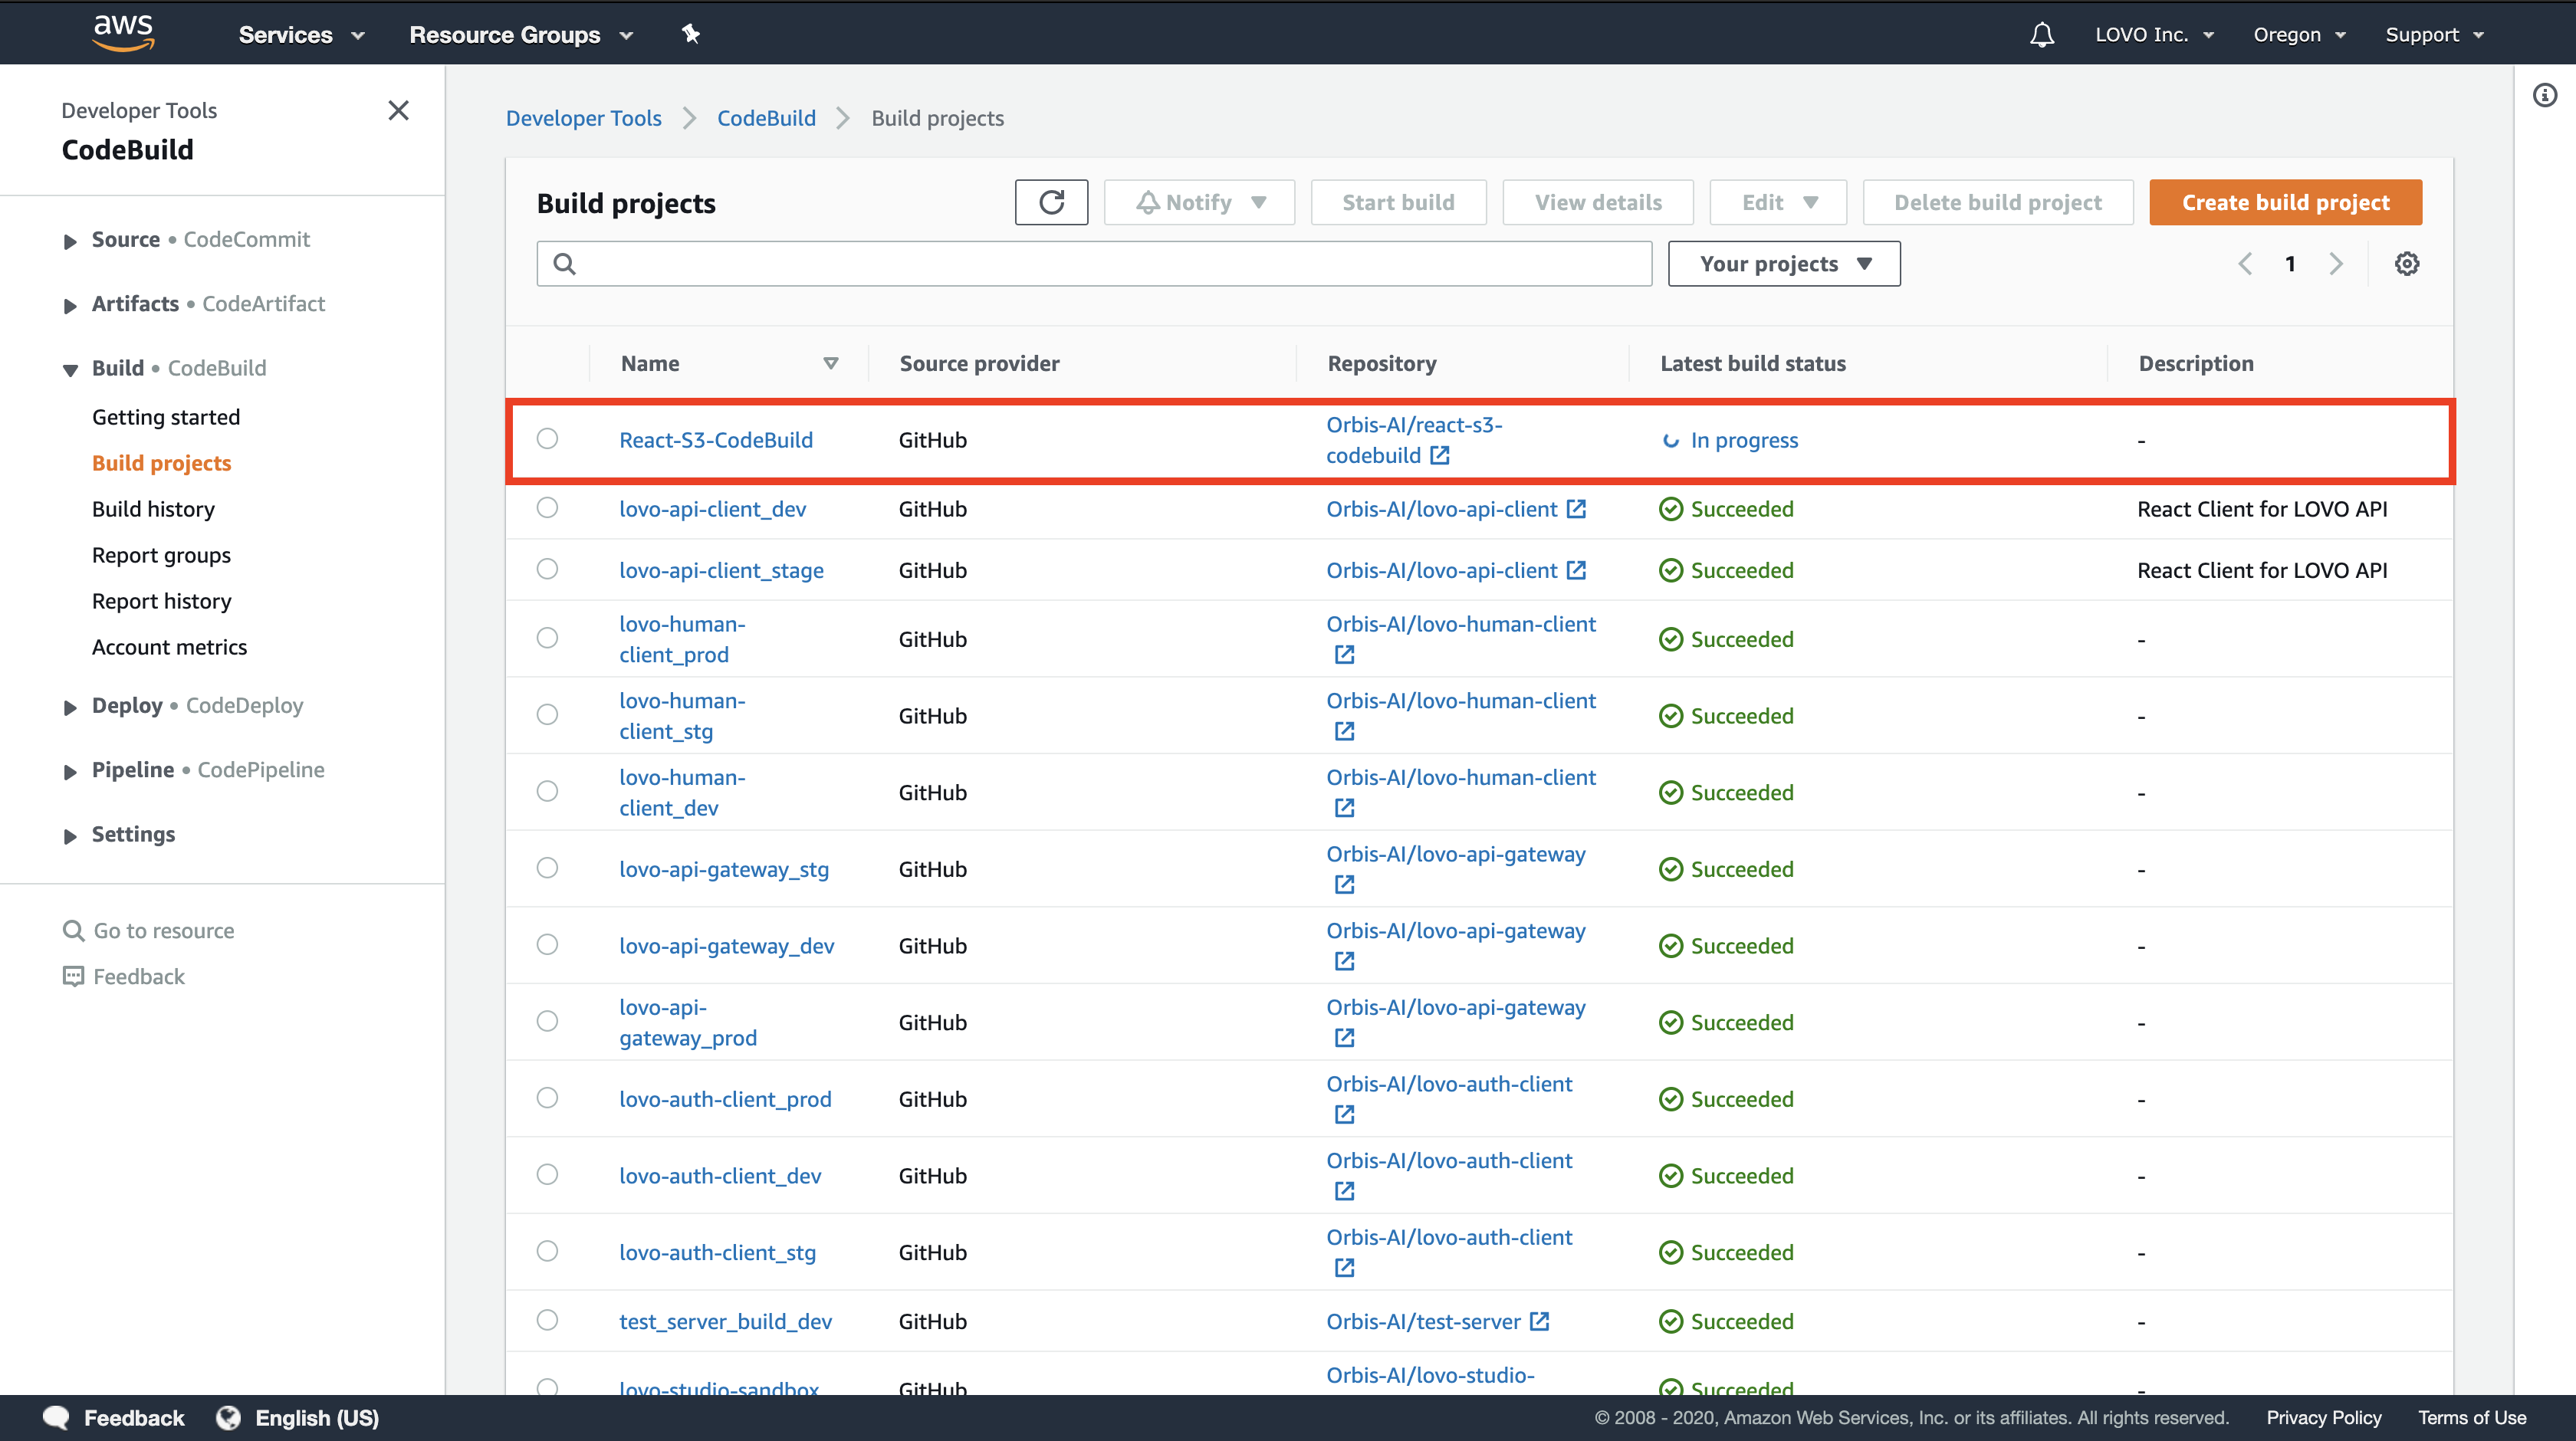 aws
Services
Resource Groups
LOVO Inc.
Oregon
Support
Developer Tools
CodeBuild
Source • CodeCommit
Artifacts • CodeArtifact
Build • CodeBuild
Getting started
Build projects
Build history
Report groups
Report history
Account metrics
Deploy • CodeDeploy
Pipeline • CodePipeline
Settings
Go to resource
Feedback
Developer Tools
CodeBuild
Build projects
Build projects
Notify
Start build
View details
Edit
Delete build project
Create build project
Your projects
1
Name
Source provider
Repository
Latest build status
Description
React-S3-CodeBuild
GitHub
Orbis-AI/react-s3-
codebuild
In progress
-
lovo-api-client_dev
GitHub
Orbis-AI/lovo-api-client
Succeeded
React Client for LOVO API
lovo-api-client_stage
GitHub
Orbis-AI/lovo-api-client
Succeeded
React Client for LOVO API
lovo-human-
client_prod
GitHub
Orbis-AI/lovo-human-client
Succeeded
-
lovo-human-
client_stg
GitHub
Orbis-AI/lovo-human-client
Succeeded
-
lovo-human-
client_dev
GitHub
Orbis-AI/lovo-human-client
Succeeded
-
lovo-api-gateway_stg
GitHub
Orbis-AI/lovo-api-gateway
Succeeded
-
lovo-api-gateway_dev
GitHub
Orbis-AI/lovo-api-gateway
Succeeded
-
lovo-api-
gateway_prod
GitHub
Orbis-AI/lovo-api-gateway
Succeeded
-
lovo-auth-client_prod
GitHub
Orbis-AI/lovo-auth-client
Succeeded
-
lovo-auth-client_dev
GitHub
Orbis-AI/lovo-auth-client
Succeeded
-
lovo-auth-client_stg
GitHub
Orbis-AI/lovo-auth-client
Succeeded
-
test_server_build_dev
GitHub
Orbis-AI/test-server
Succeeded
-
lovo-studio-sandbox
GitHub
Orbis-AI/lovo-studio-
Succeeded
-
Feedback
English (US)
© 2008 - 2020, Amazon Web Services, Inc. or its affiliates. All rights reserved.
Privacy Policy
Terms of Use